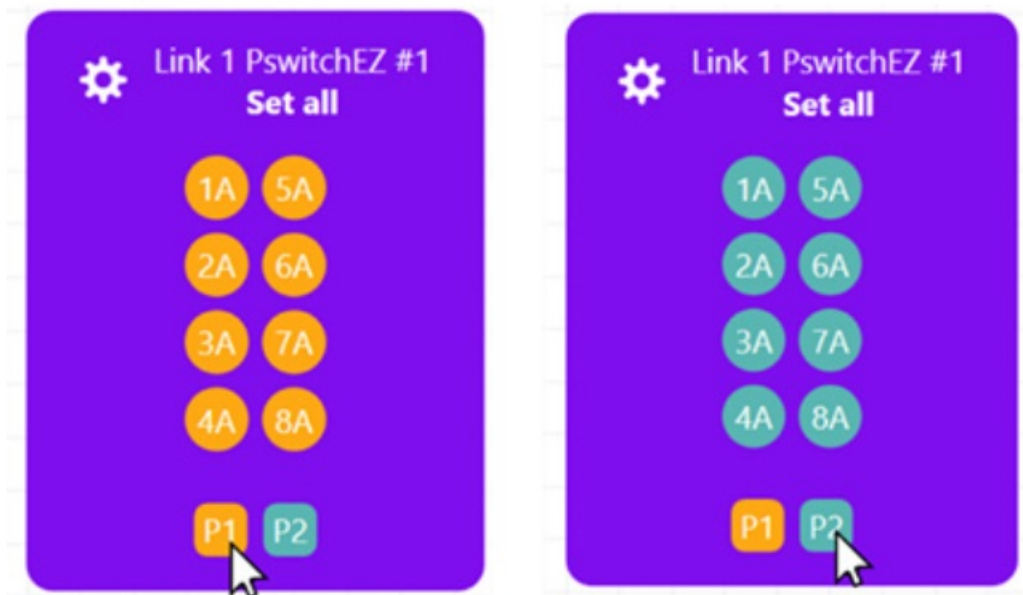 Link 1 PswitchEZ #1
Set all
1A 5A
2A 6A
3A 7A
4A 8A
P1 P2
Link 1 PswitchEZ #1
Set all
1A 5A
2A 6A
3A 7A
4A 8A
P1 P2